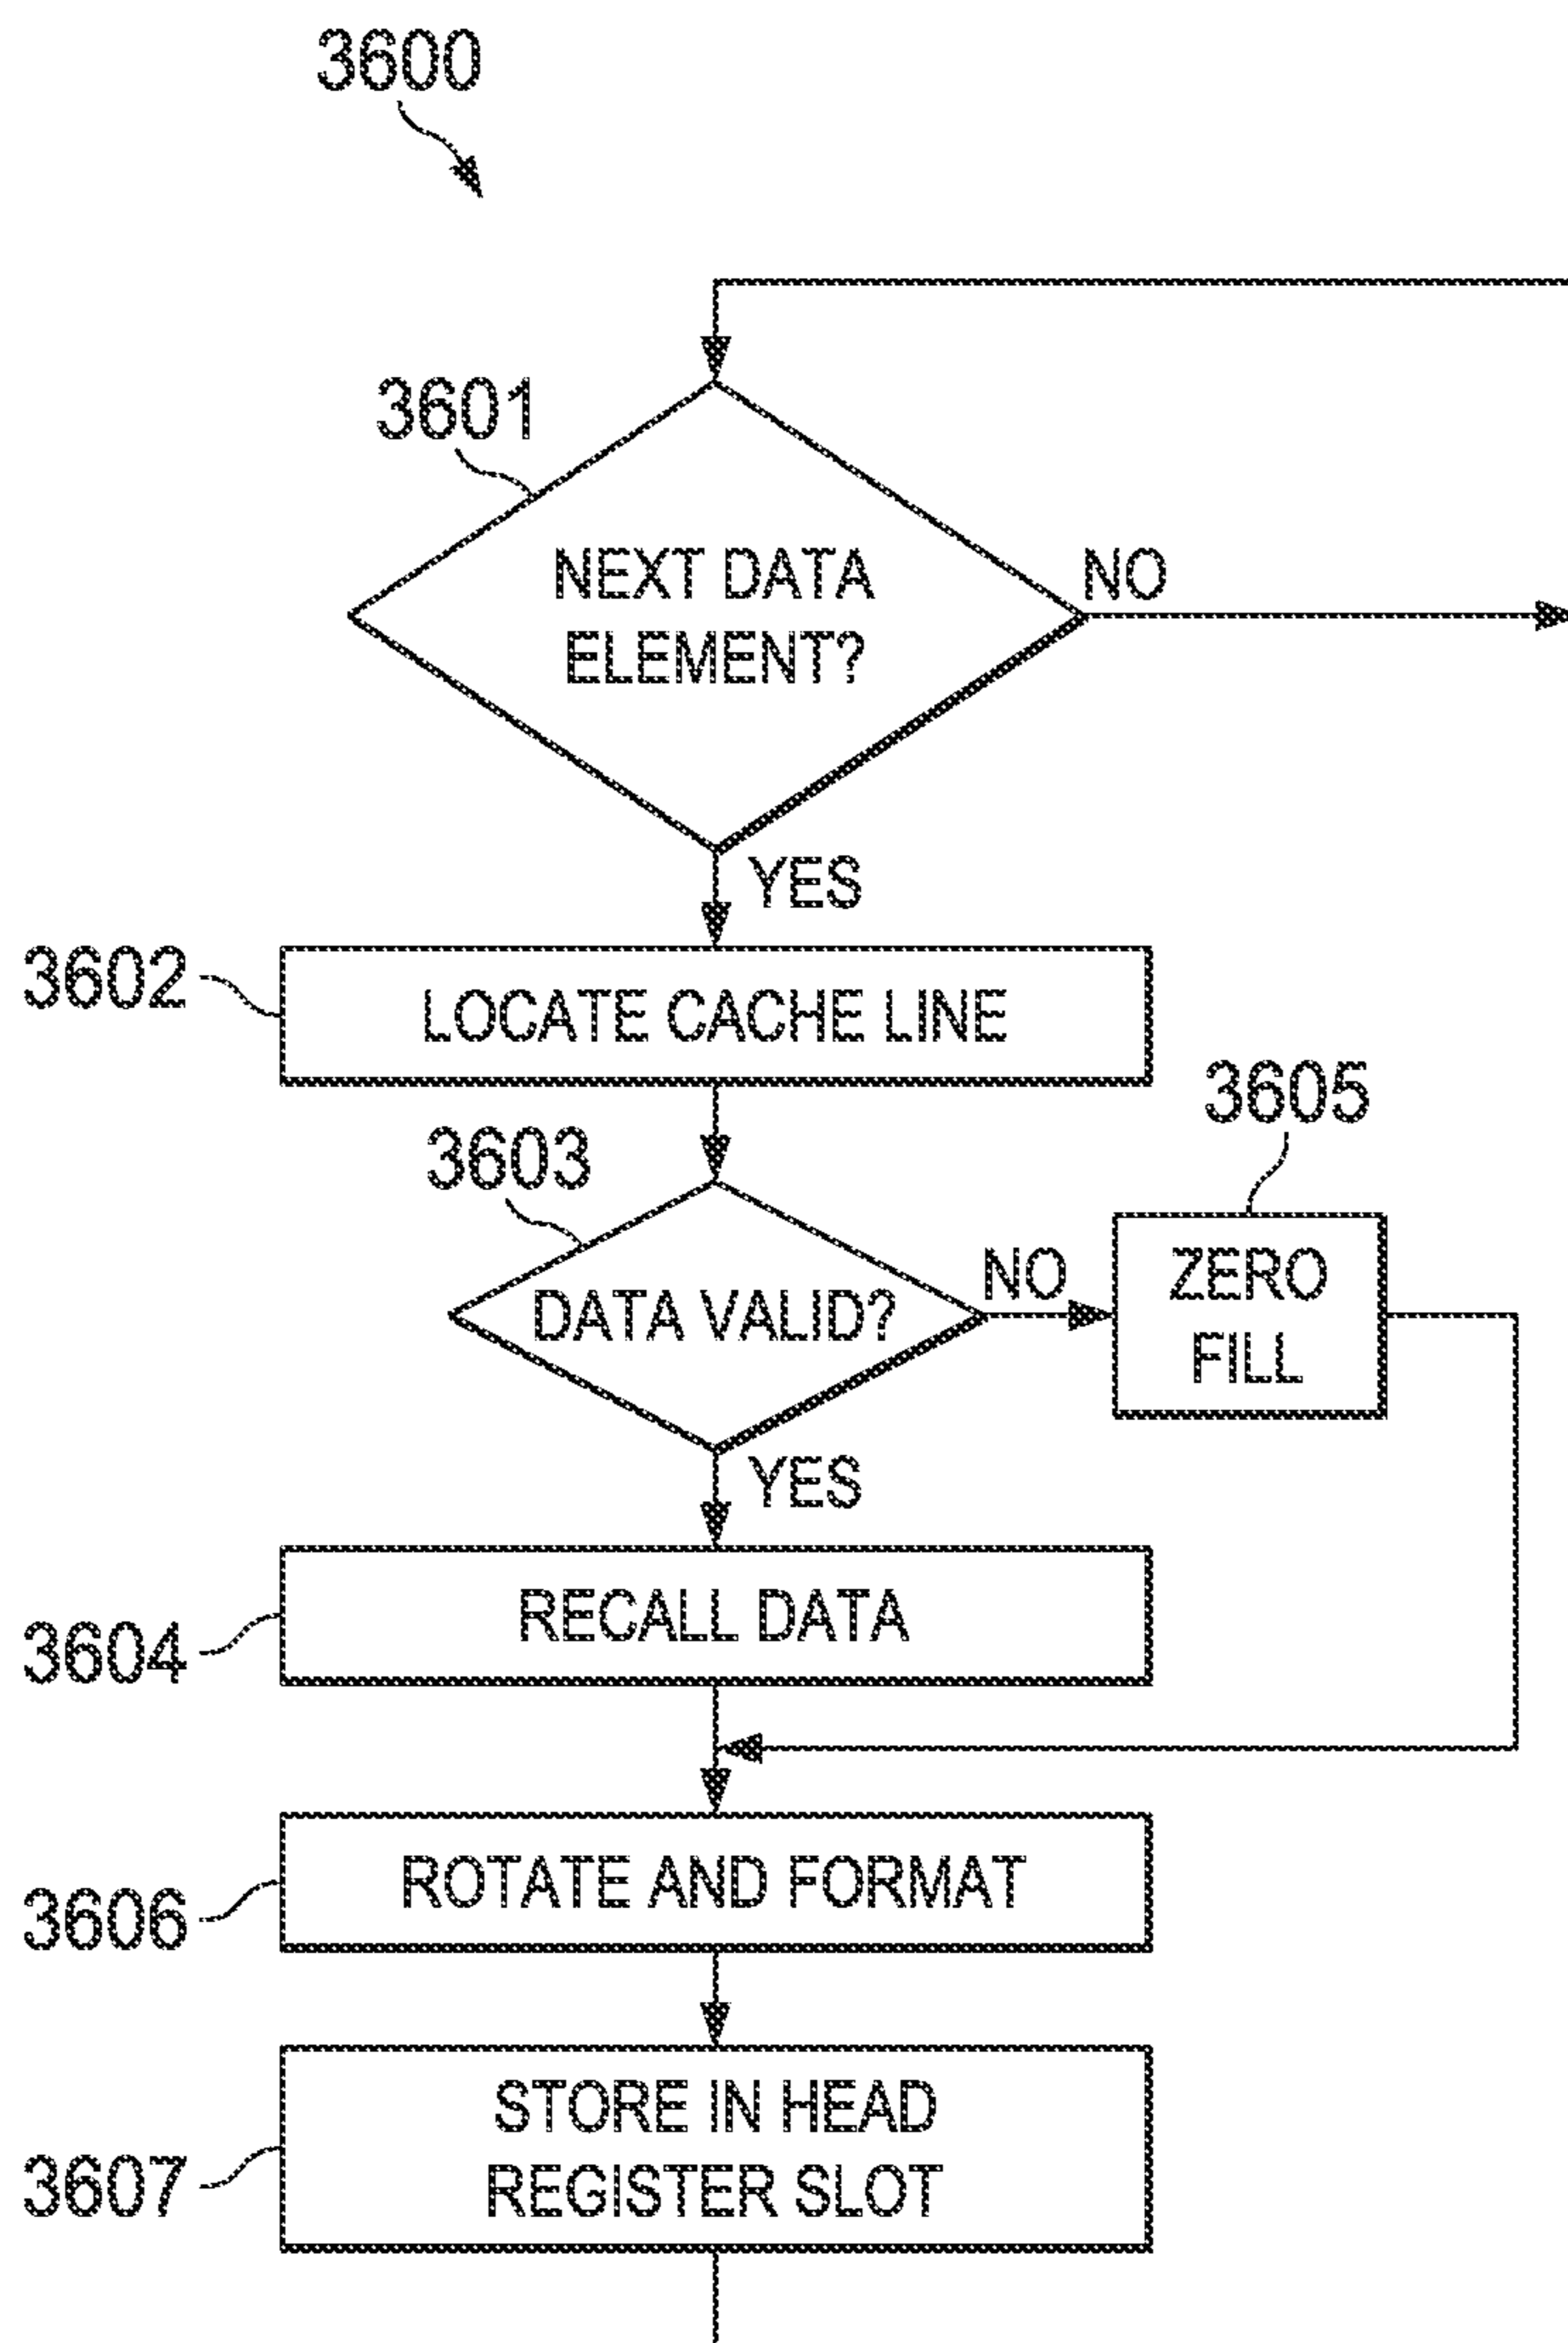 3600
3601
NEXT DATA
ELEMENT?
NO
YES
3602
LOCATE CACHE LINE
3605
3603
DATA VALID?
NO
ZERO
FILL
YES
3604
RECALL DATA
3606
ROTATE AND FORMAT
3607
STORE IN HEAD
REGISTER SLOT